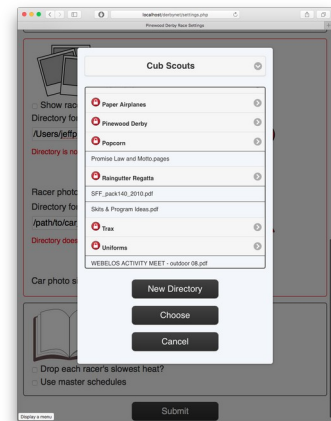 localhost/derbynet/settings.php
Pinewood Derby Race Settings
Cub Scouts
Show rac
Directory fo
/Users/jeffp
Directory is no
Racer photo
Directory for
/path/to/car
Directory does
Car photo s
Paper Airplanes
Pinewood Derby
Popcorn
Promise Law and Motto.pages
Raingutter Regatta
SFF_pack140_2010.pdf
Skits & Program Ideas.pdf
Trax
Uniforms
WEBELOS ACTIVITY MEET - outdoor 08.pdf
New Directory
Choose
Cancel
Drop each racer's slowest heat?
Use master schedules
Submit
Display a menu